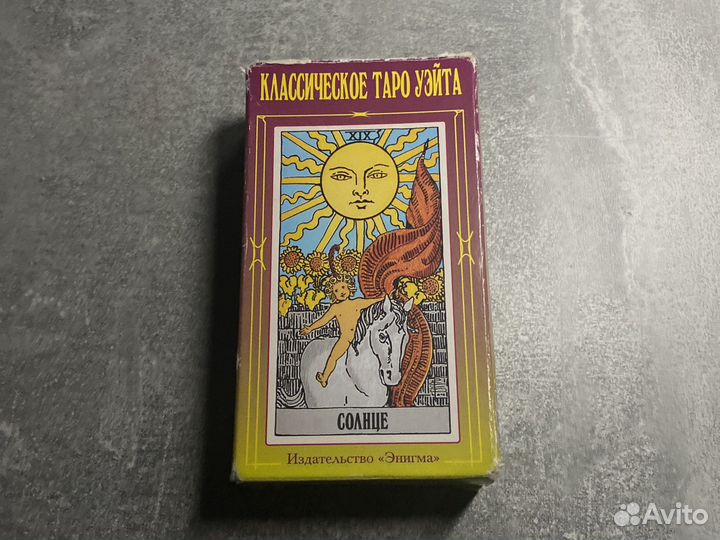 КЛАССИЧЕСКОЕ ТАРО УЭЙТА
XIX
СОЛНЦЕ
Издательство «Энигма»
Avito